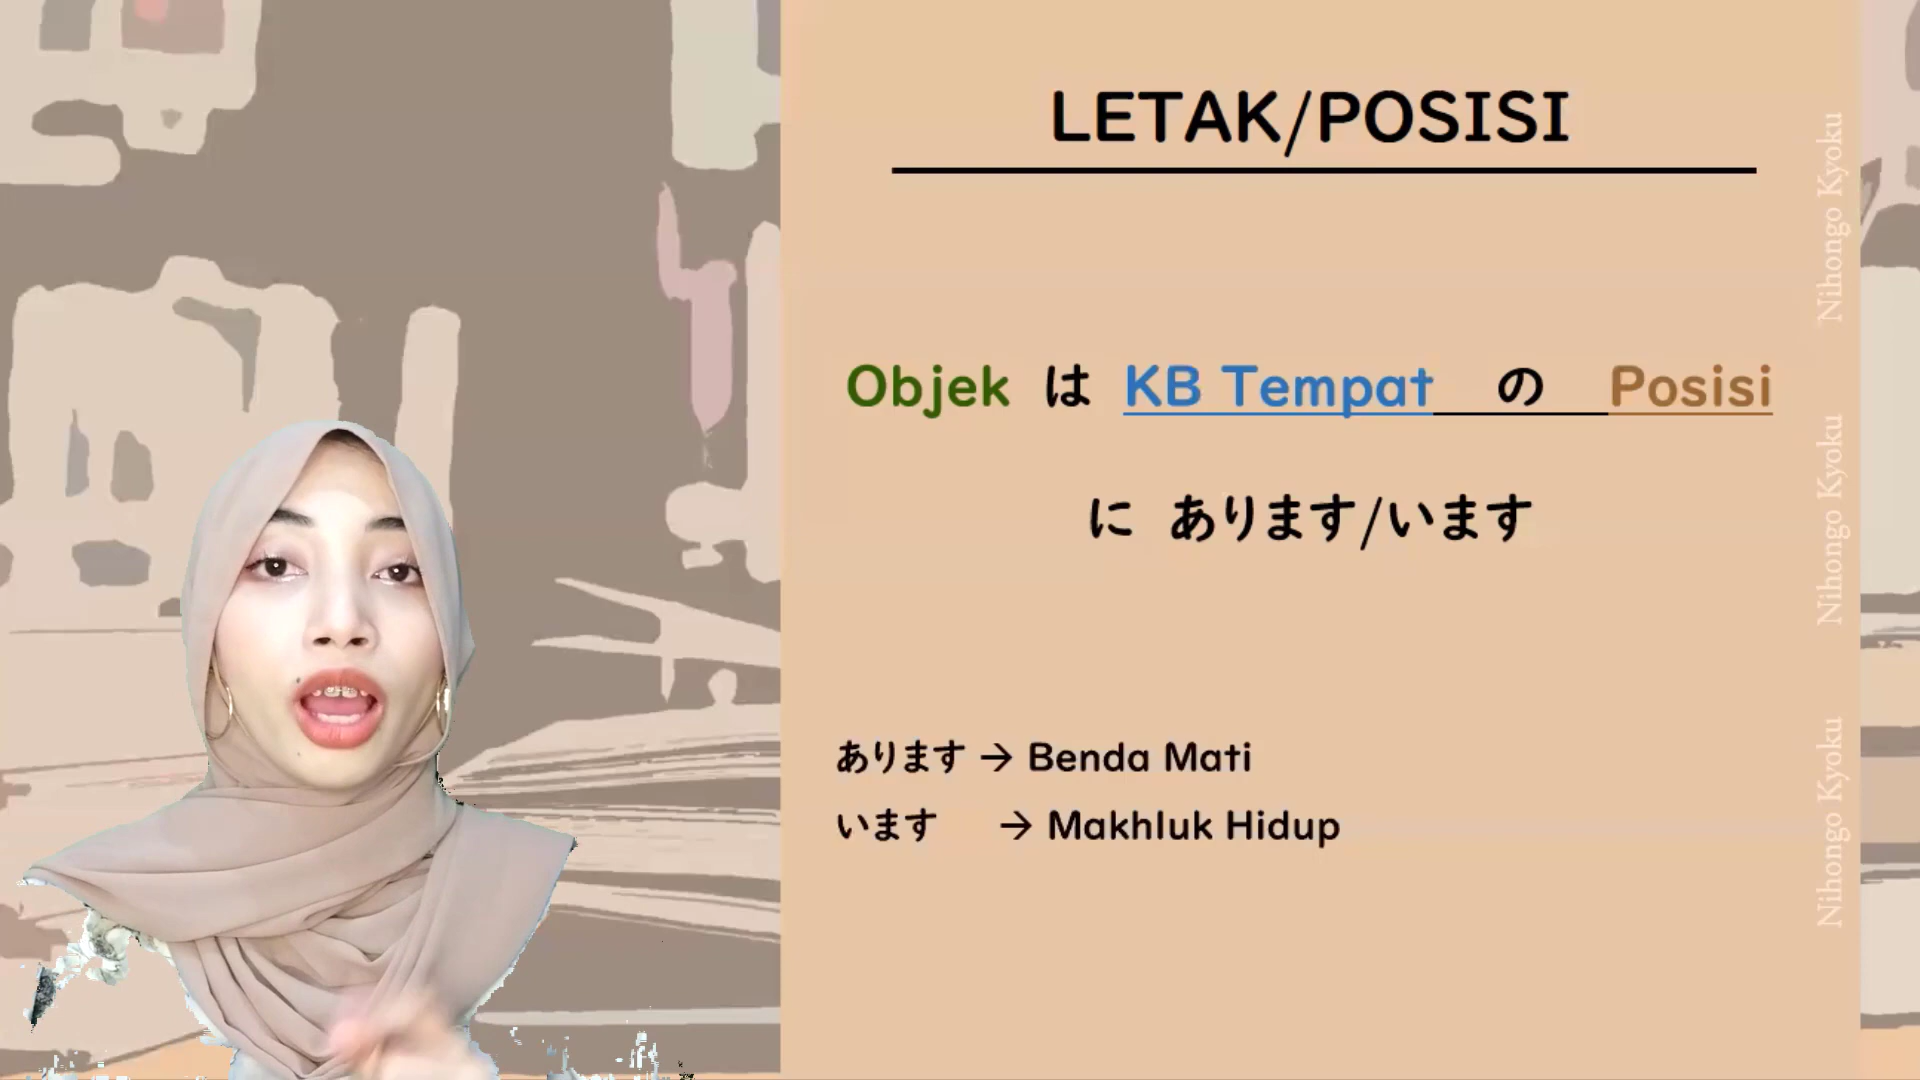 LETAK/POSISI
Objek は KB Tempat の Posisi
に あります/います
あります → Benda Mati
います → Makhluk Hidup
Nihongo Kyoku
Nihongo Kyoku
Nihongo Kyoku